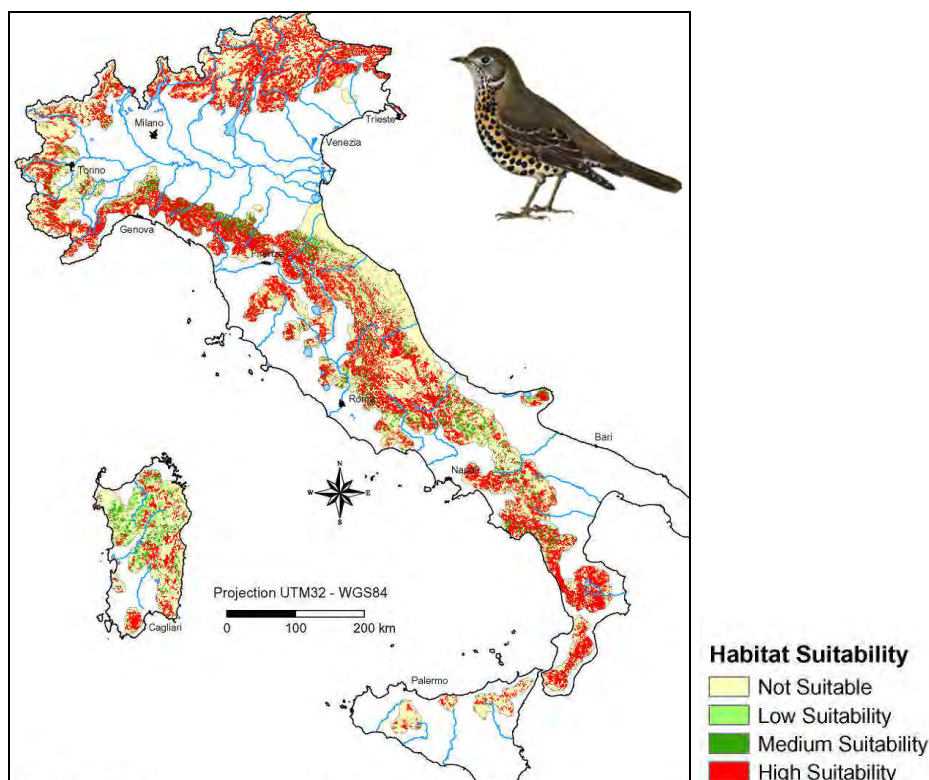 Milano
Trieste
Venezia
Torino
Genova
Firenze
Roma
Bari
Napoli
N
W
E
S
Projection UTM32 - WGS84
0 100 200 km
Cagliari
Palermo
Habitat Suitability
Not Suitable
Low Suitability
Medium Suitability
High Suitability